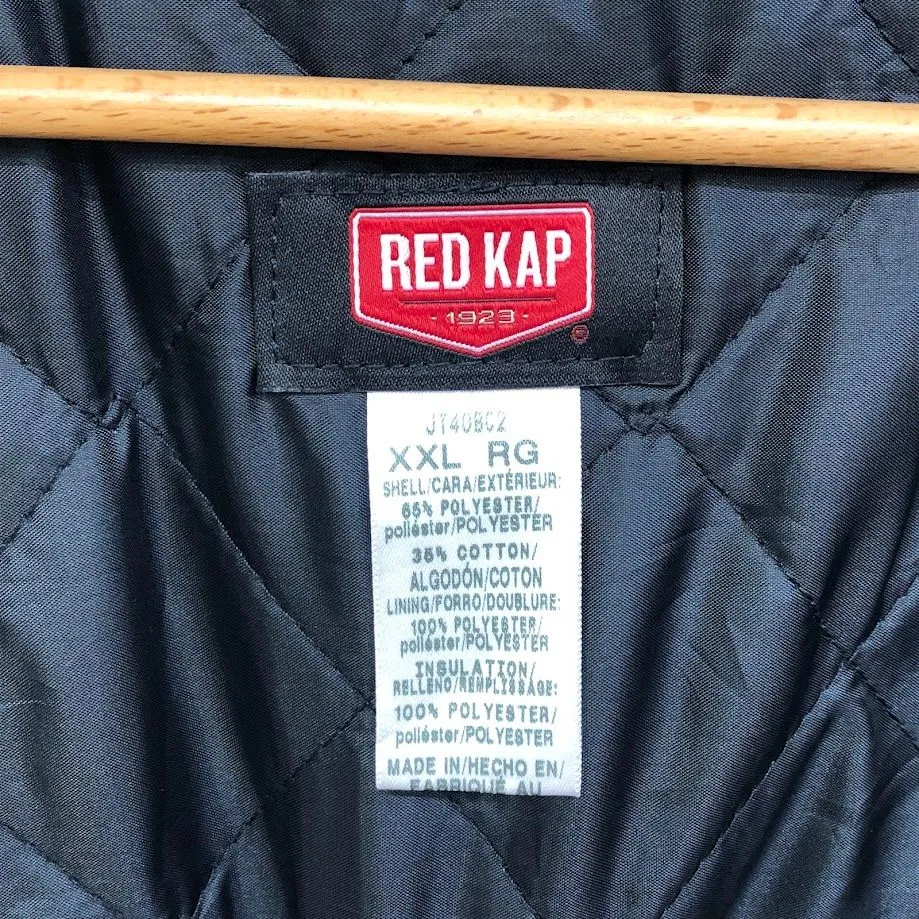 RED KAP
· 1923 ·
®
JT40BC2
XXL RG
SHELL/CARA/EXTÉRIEUR:
65% POLYESTER/
poliéster/POLYESTER
35% COTTON/
ALGODÓN/COTON
LINING/FORRO/DOUBLURE:
100% POLYESTER/
poliéster/POLYESTER
INSULATION/
RELLENO/REMPLISSAGE:
100% POLYESTER/
poliéster/POLYESTER
MADE IN/HECHO EN/
FABRIQUÉ AU